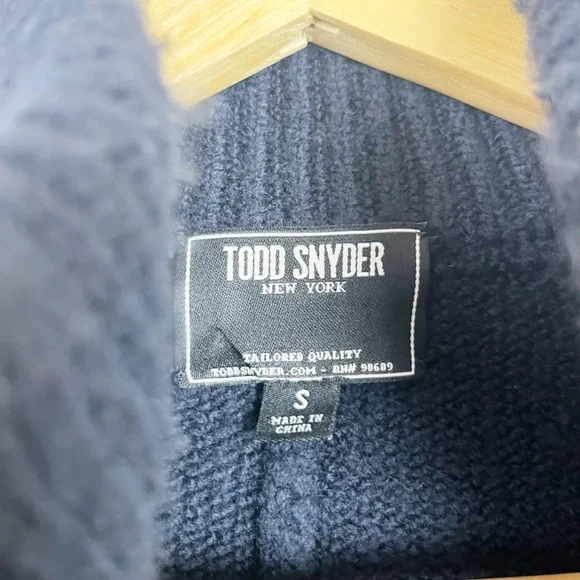 TODD SNYDER
NEW YORK
TAILORED QUALITY
TODDSNYDER.COM - RN# 98689
S
MADE IN
CHINA